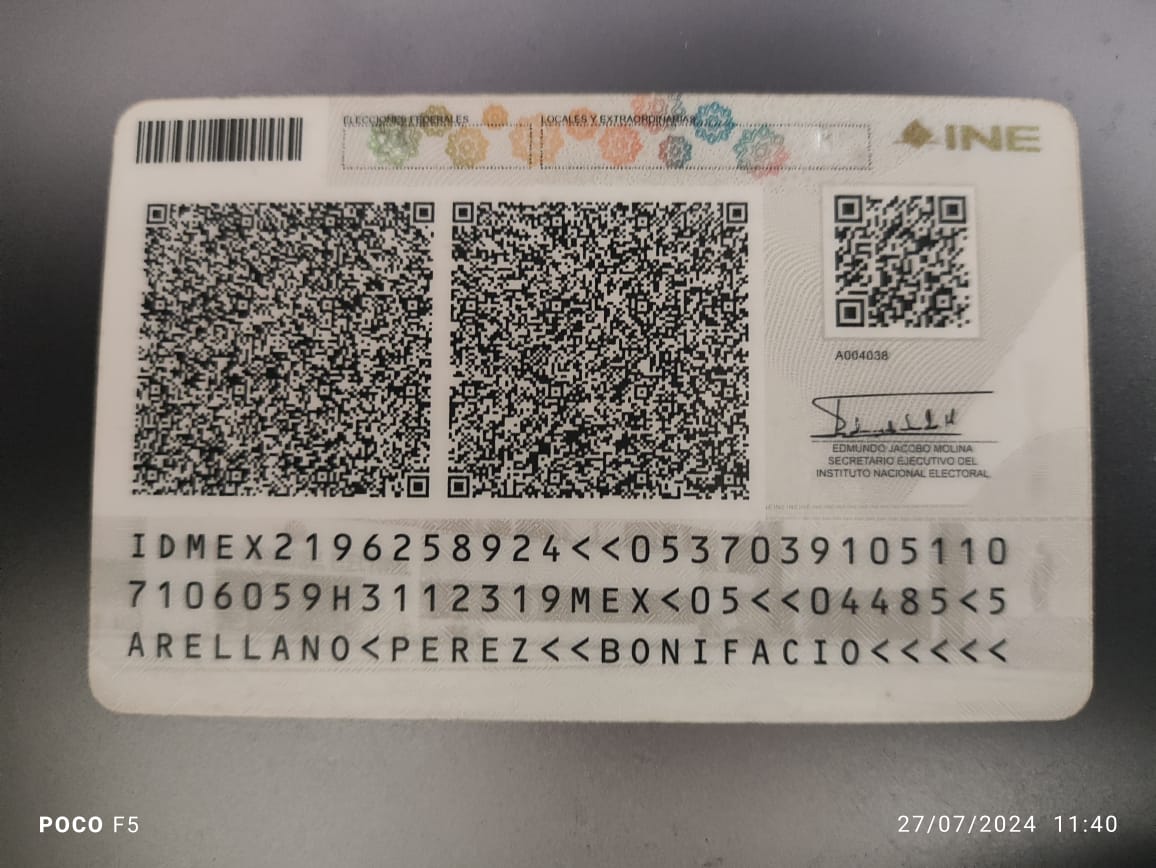 ELECCIONES FEDERALES
LOCALES Y EXTRAORDINARIAS
INE
A004038
EDMUNDO JACOBO MOLINA
SECRETARIO EJECUTIVO DEL
INSTITUTO NACIONAL ELECTORAL
IDMEX2196258924<<0537039105110
7106059H3112319MEX<05<<04485<5
ARELLANO<PEREZ<<BONIFACIO<<<<<
POCO F5
27/07/2024 11:40